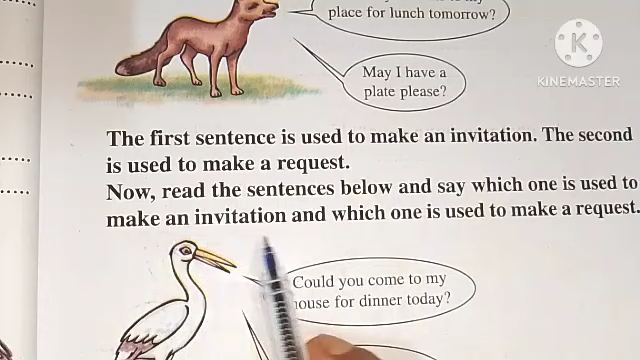 place for lunch tomorrow?
May I have a
plate please?
K
KINEMASTER
The first sentence is used to make an invitation. The second
is used to make a request.
Now, read the sentences below and say which one is used to
make an invitation and which one is used to make a request.
Could you come to my
house for dinner today?